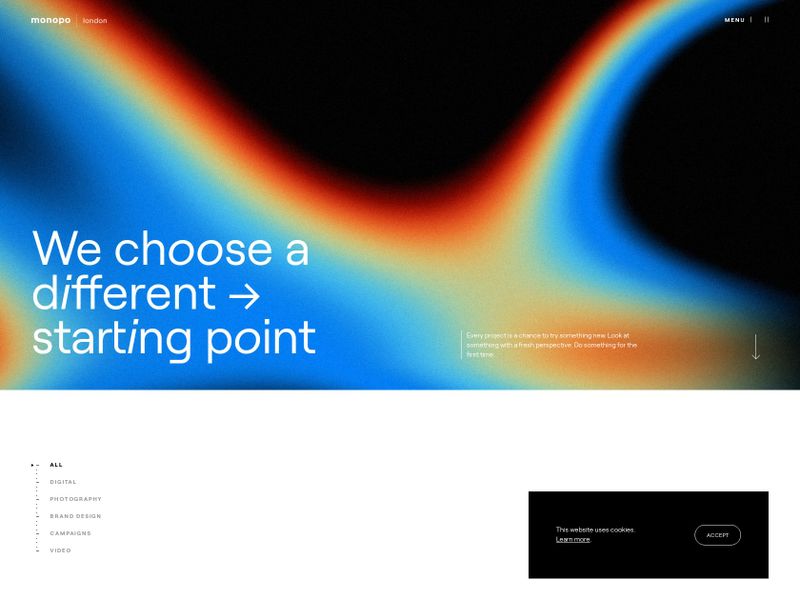 monopo | london
MENU
We choose a
different →
starting point
Every project is a chance to try something new. Look at
something with a fresh perspective. Do something for the
first time.
ALL
DIGITAL
PHOTOGRAPHY
BRAND DESIGN
CAMPAIGNS
VIDEO
This website uses cookies.
Learn more.
ACCEPT